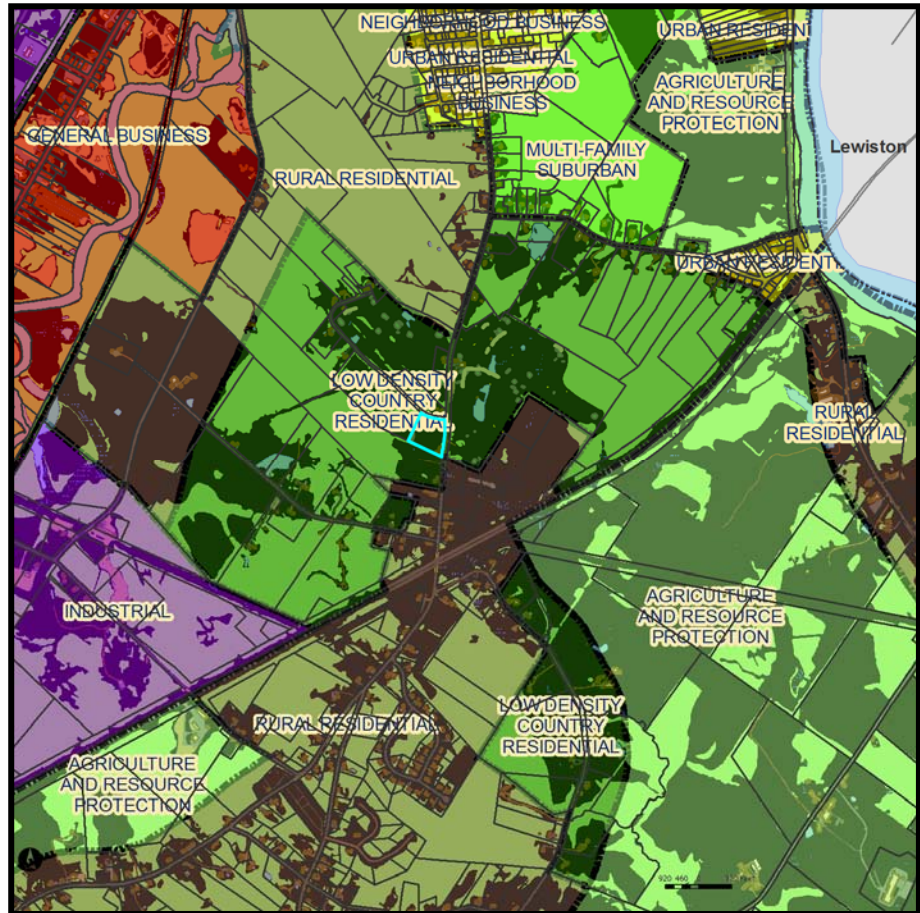 NEIGHBORHOOD BUSINESS
URBAN RESIDENT
URBAN RESIDENTIAL
NEIGHBORHOOD
BUSINESS
AGRICULTURE
AND RESOURCE
PROTECTION
GENERAL BUSINESS
Lewiston
MULTI-FAMILY
SUBURBAN
RURAL RESIDENTIAL
URBAN RESIDENTI
LOW DENSITY
COUNTRY
RESIDENTIAL
RURAL
RESIDENTIAL
INDUSTRIAL
AGRICULTURE
AND RESOURCE
PROTECTION
LOW DENSITY
COUNTRY
RESIDENTIAL
RURAL RESIDENTIAL
AGRICULTURE
AND RESOURCE
PROTECTION
920 460